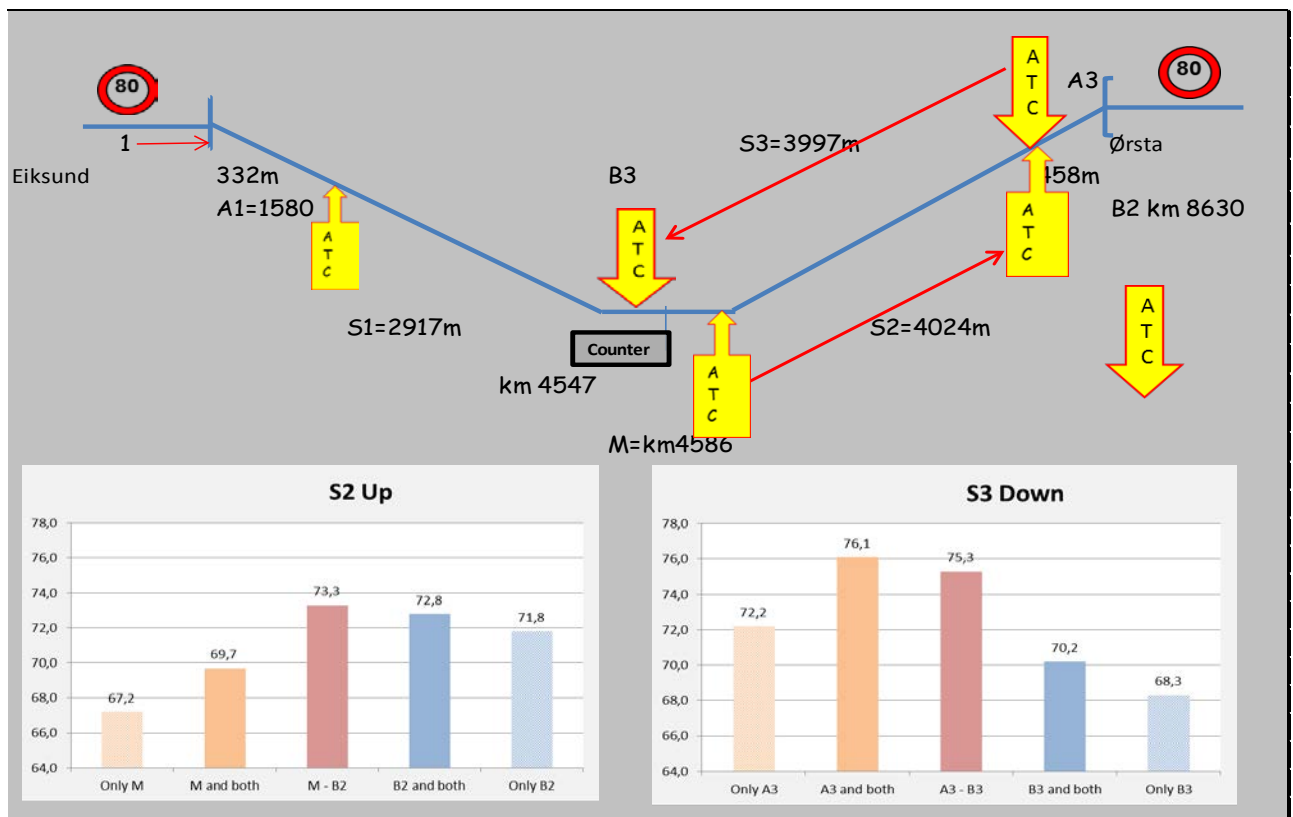 80
80
A
T
C
A3
1
S3=3997m
Ørsta
Eiksund
332m
B3
458m
A1=1580
B2 km 8630
A
T
C
A
T
C
A
T
C
S1=2917m
S2=4024m
A
T
C
Counter
km 4547
A
T
C
M=km4586
S2 Up
78,0
76,0
74,0
72,0
70,0
68,0
66,0
64,0
67,2
69,7
73,3
72,8
71,8
Only M
M and both
M - B2
B2 and both
Only B2
S3 Down
78,0
76,0
74,0
72,0
70,0
68,0
66,0
64,0
72,2
76,1
75,3
70,2
68,3
Only A3
A3 and both
A3 - B3
B3 and both
Only B3